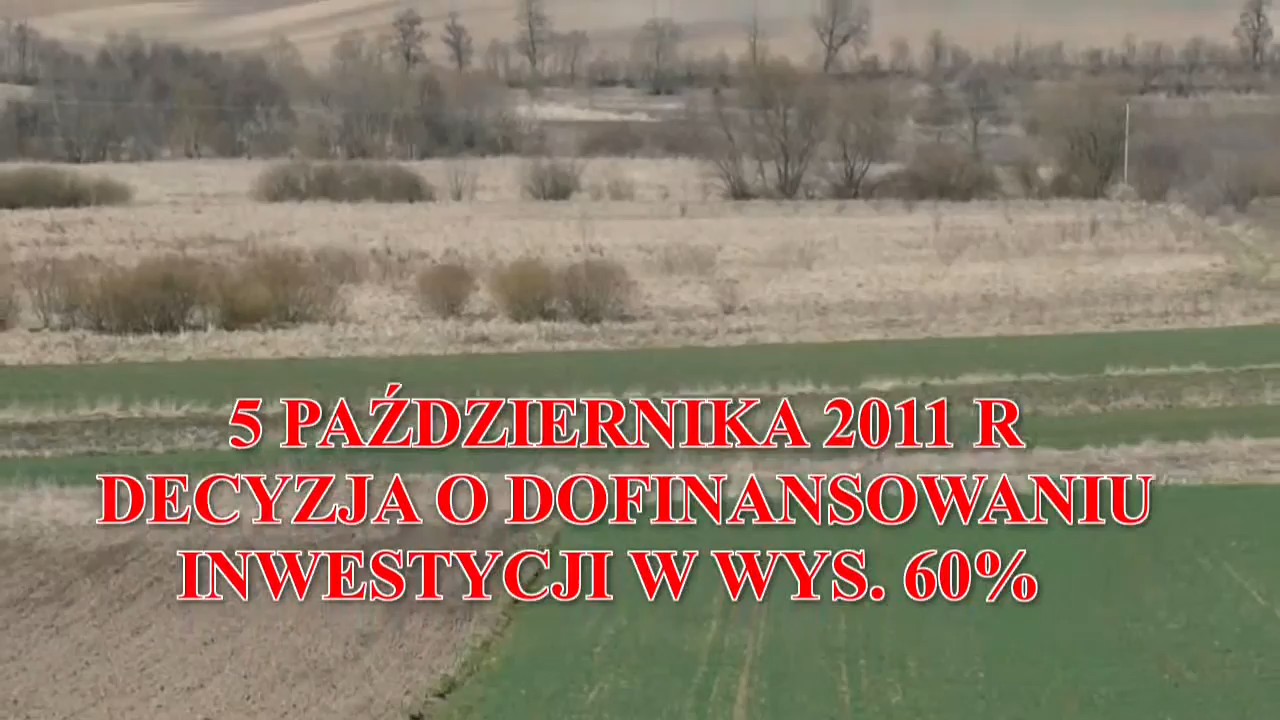 5 PAŹDZIERNIKA 2011 R
DECYZJA O DOFINANSOWANIU
INWESTYCJI W WYS. 60%